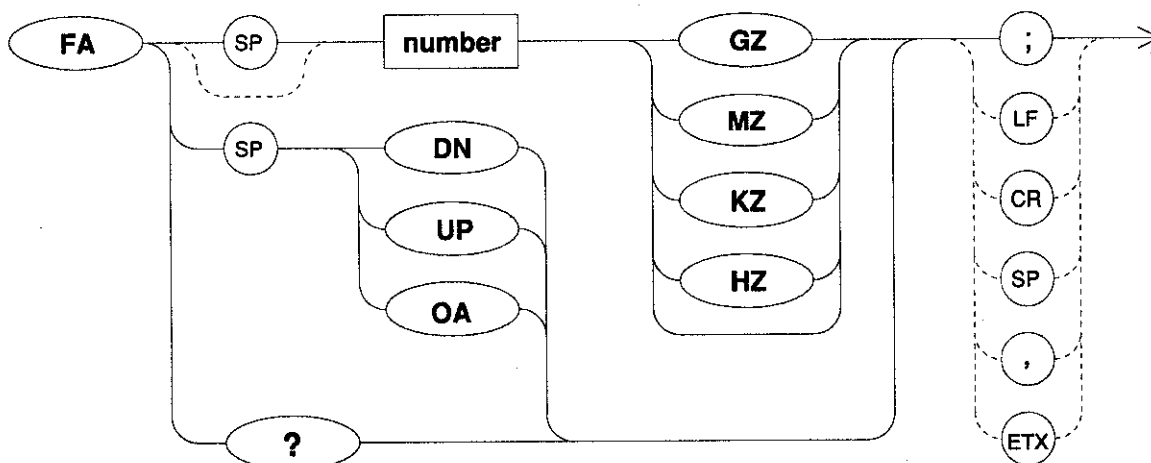 FA SP number GZ ;
MZ LF
SP DN KZ CR
UP HZ SP
OA
,
? ETX